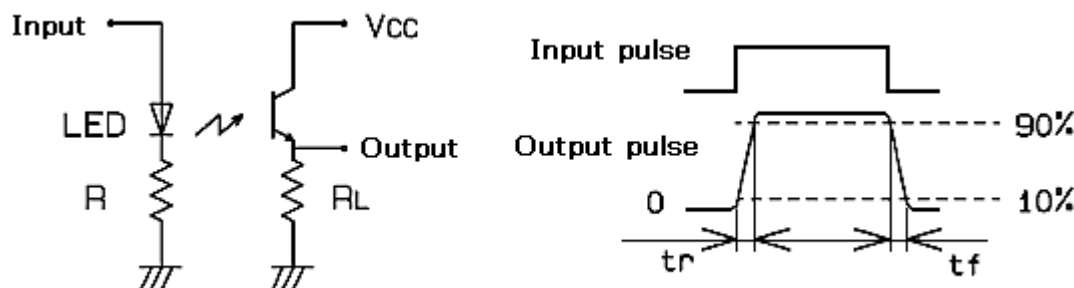 Input
Vcc
LED
Output
R
RL
Input pulse
90%
Output pulse
0
10%
tr
tf